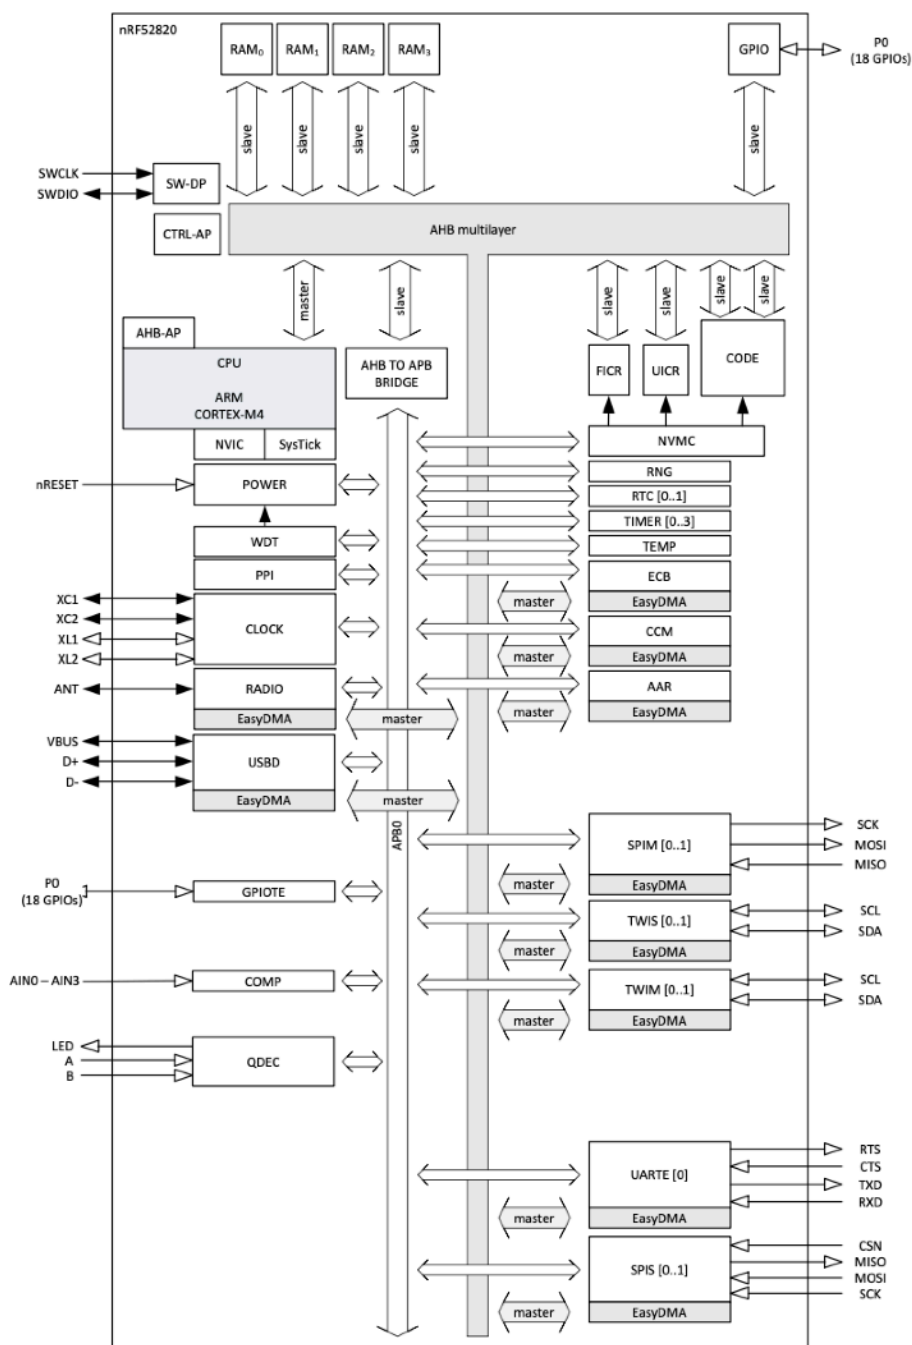 nRF52820
RAM0
RAM1
RAM2
RAM3
GPIO
P0
(18 GPIOs)
slave
slave
slave
slave
slave
SWCLK
SWDIO
SW-DP
CTRL-AP
AHB multilayer
master
slave
slave
slave
slave
slave
AHB-AP
CPU
ARM
CORTEX-M4
NVIC
SysTick
AHB TO APB
BRIDGE
FICR
UICR
CODE
NVMC
nRESET
POWER
RNG
RTC [0..1]
TIMER [0..3]
WDT
TEMP
PPI
ECB
master
EasyDMA
XC1
XC2
XL1
XL2
CLOCK
CCM
master
EasyDMA
ANT
RADIO
EasyDMA
master
AAR
master
EasyDMA
VBUS
D+
D-
USBD
EasyDMA
master
APB0
SPIM [0..1]
master
EasyDMA
SCK
MOSI
MISO
P0
(18 GPIOs)
GPIOTE
TWIS [0..1]
master
EasyDMA
SCL
SDA
AIN0 – AIN3
COMP
TWIM [0..1]
master
EasyDMA
SCL
SDA
LED
A
B
QDEC
UARTE [0]
master
EasyDMA
RTS
CTS
TXD
RXD
SPIS [0..1]
master
EasyDMA
CSN
MISO
MOSI
SCK